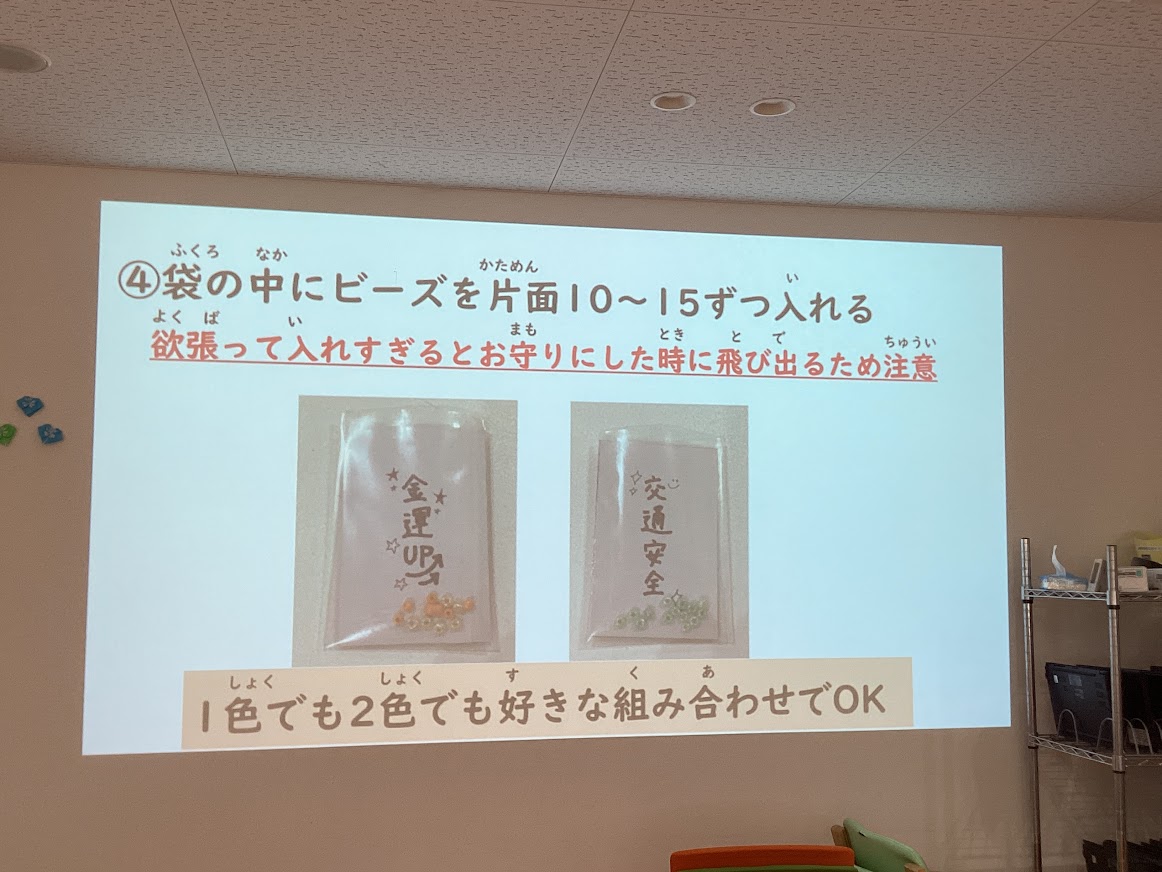 ふくろ なか かためん い
④袋の中にビーズを片面10～15ずつ入れる
よく ば い まも とき と で ちゅうい
欲張って入れすぎるとお守りにした時に飛び出るため注意
金運UP
交通安全
しょく しょく す く あ
1色でも2色でも好きな組み合わせでOK